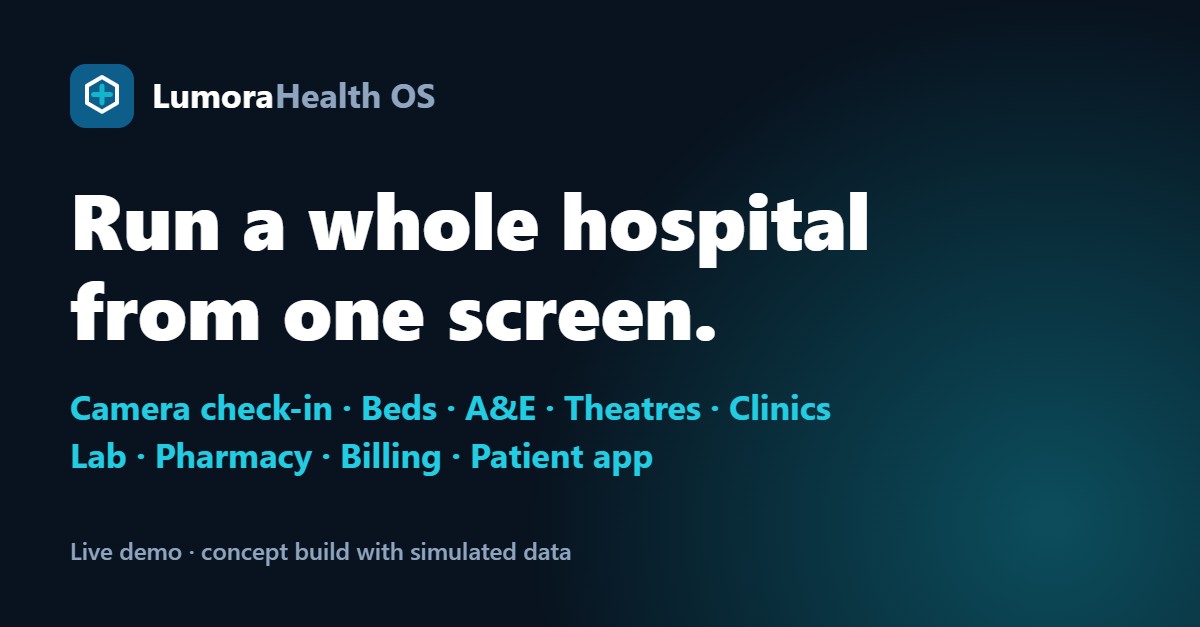 LumoraHealth OS
Run a whole hospital
from one screen.
Camera check-in · Beds · A&E · Theatres · Clinics
Lab · Pharmacy · Billing · Patient app
Live demo · concept build with simulated data